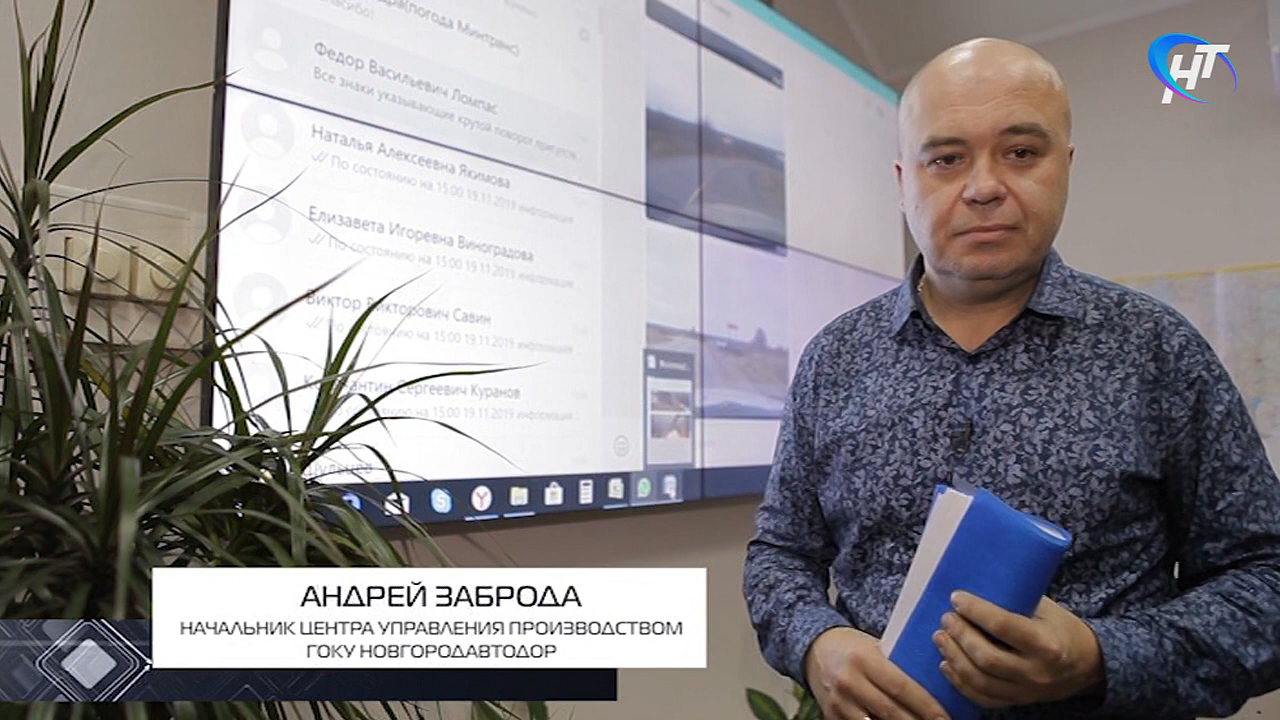 (погода Минтранс)
Спасибо!
Федор Васильевич Ломпас
Все знаки указывающие крутой поворот
Наталья Алексеевна Якимова
По состоянию на 15:00 19.11.2019 информация
Елизавета Игоревна Виноградова
По состоянию на 15:00 19.11.2019 информация
Виктор Викторович Савин
По состоянию на 15:00 19.11.2019 информация
Константин Сергеевич Куранов
по состоянию на 15:00 19.11.2019 информация
НТ
АНДРЕЙ ЗАБРОДА
НАЧАЛЬНИК ЦЕНТРА УПРАВЛЕНИЯ ПРОИЗВОДСТВОМ
ГОКУ НОВГОРОДАВТОДОР